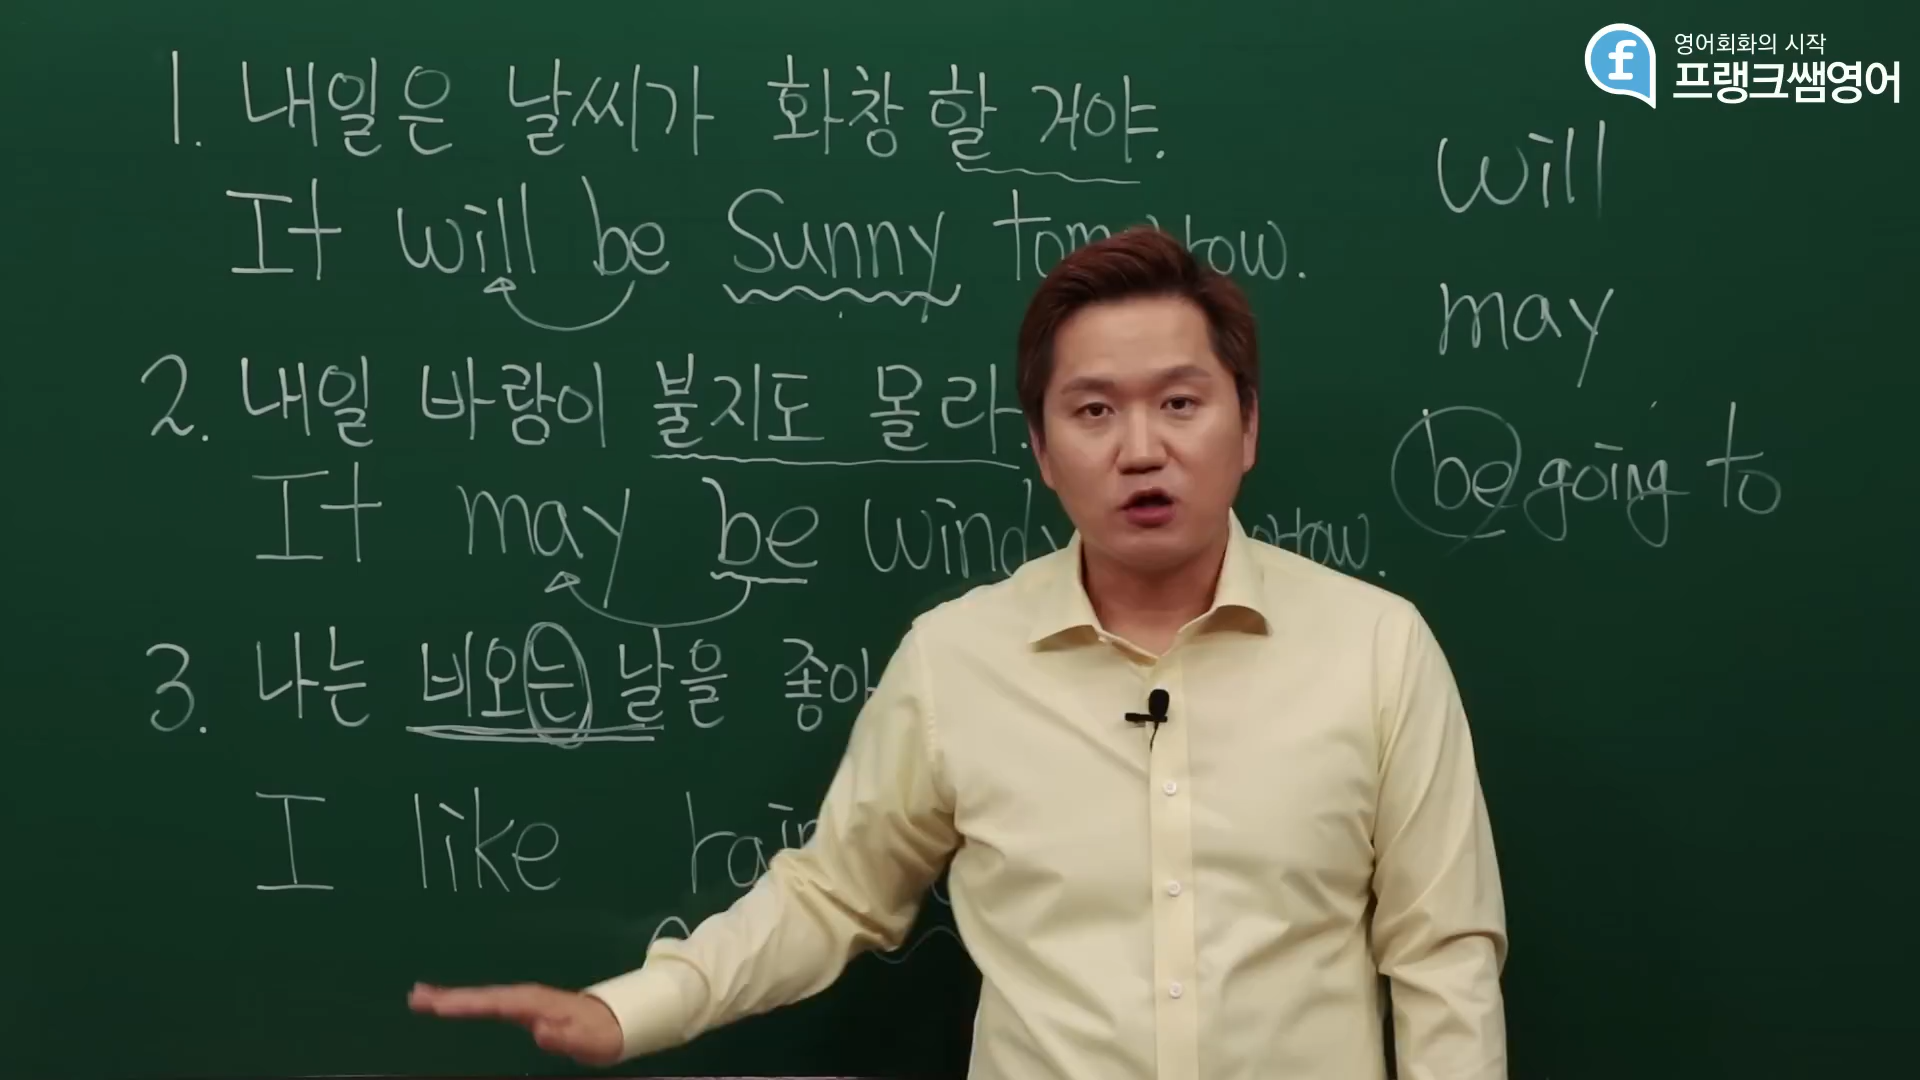 1. 내일은 날씨가 화창할 거야.
It will be Sunny
2. 내일 바람이 불지도 몰라.
It may be
3. 나는 비오는 날을
I like
will
may
be going to
영어회화의 시작
프랭크쌤영어
f